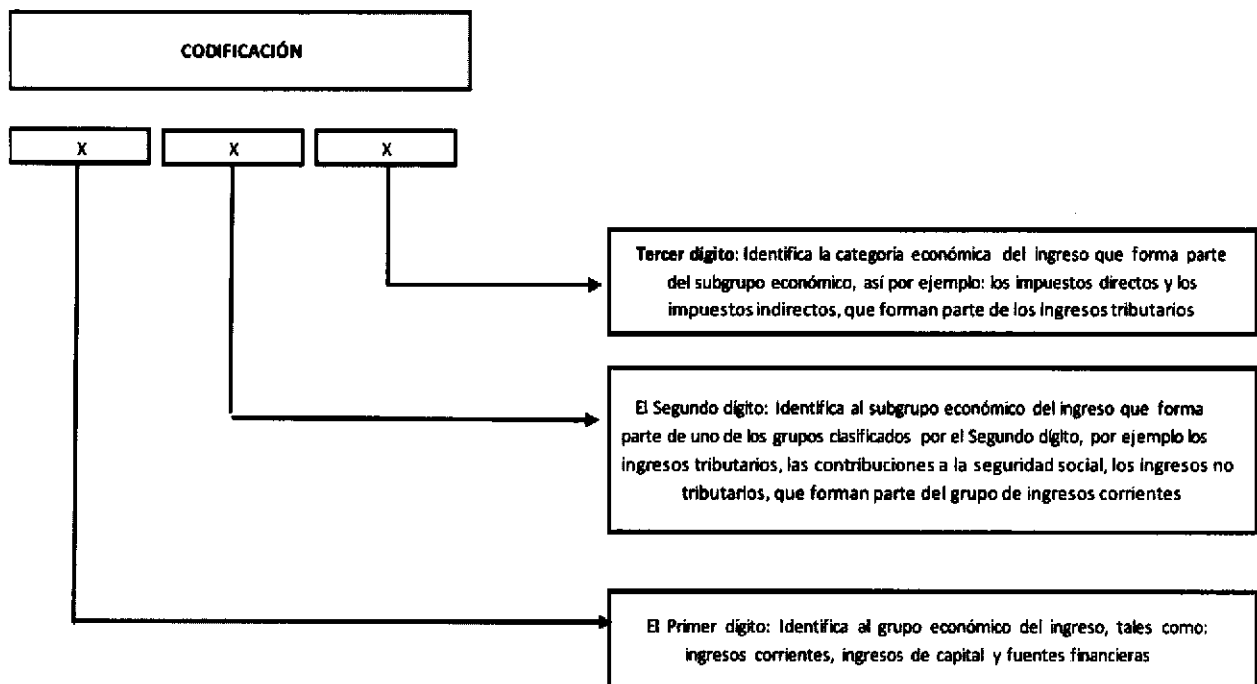 CODIFICACIÓN
X X X
Tercer dígito: Identifica la categoría económica del ingreso que forma parte
del subgrupo económico, así por ejemplo: los impuestos directos y los
impuestos indirectos, que forman parte de los ingresos tributarios
El Segundo dígito: Identifica al subgrupo económico del ingreso que forma
parte de uno de los grupos clasificados por el Segundo dígito, por ejemplo los
ingresos tributarios, las contribuciones a la seguridad social, los ingresos no
tributarios, que forman parte del grupo de ingresos corrientes
El Primer dígito: Identifica al grupo económico del ingreso, tales como:
ingresos corrientes, ingresos de capital y fuentes financieras